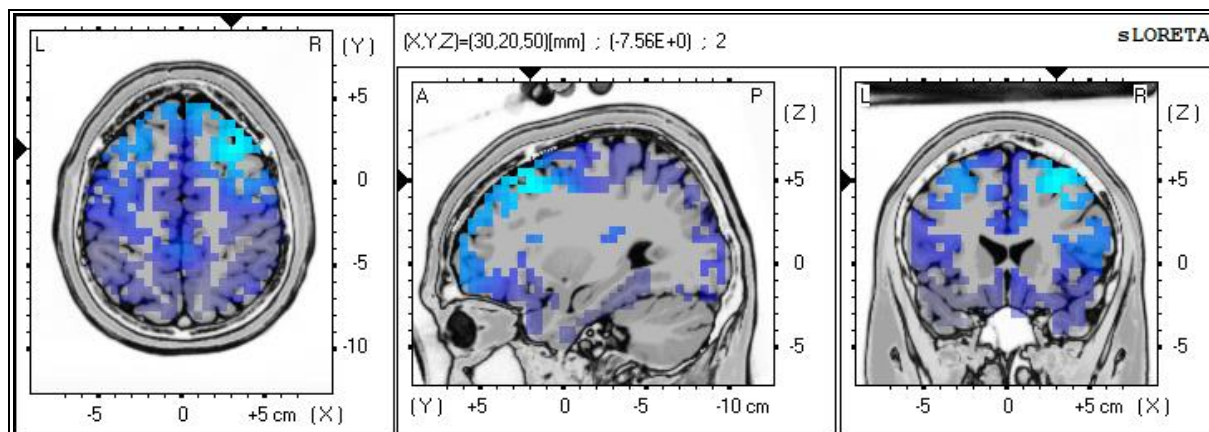 (X,Y,Z)=(30,20,50)[mm] ; (-7.56E+0) ; 2
sLORETA
L R (Y)
+5
0
-5
-10
-5 0 +5 cm (X)
A P (Z)
+5
0
-5
(Y) +5 0 -5 -10 cm
L R (Z)
+5
0
-5
-5 0 +5 cm (X)